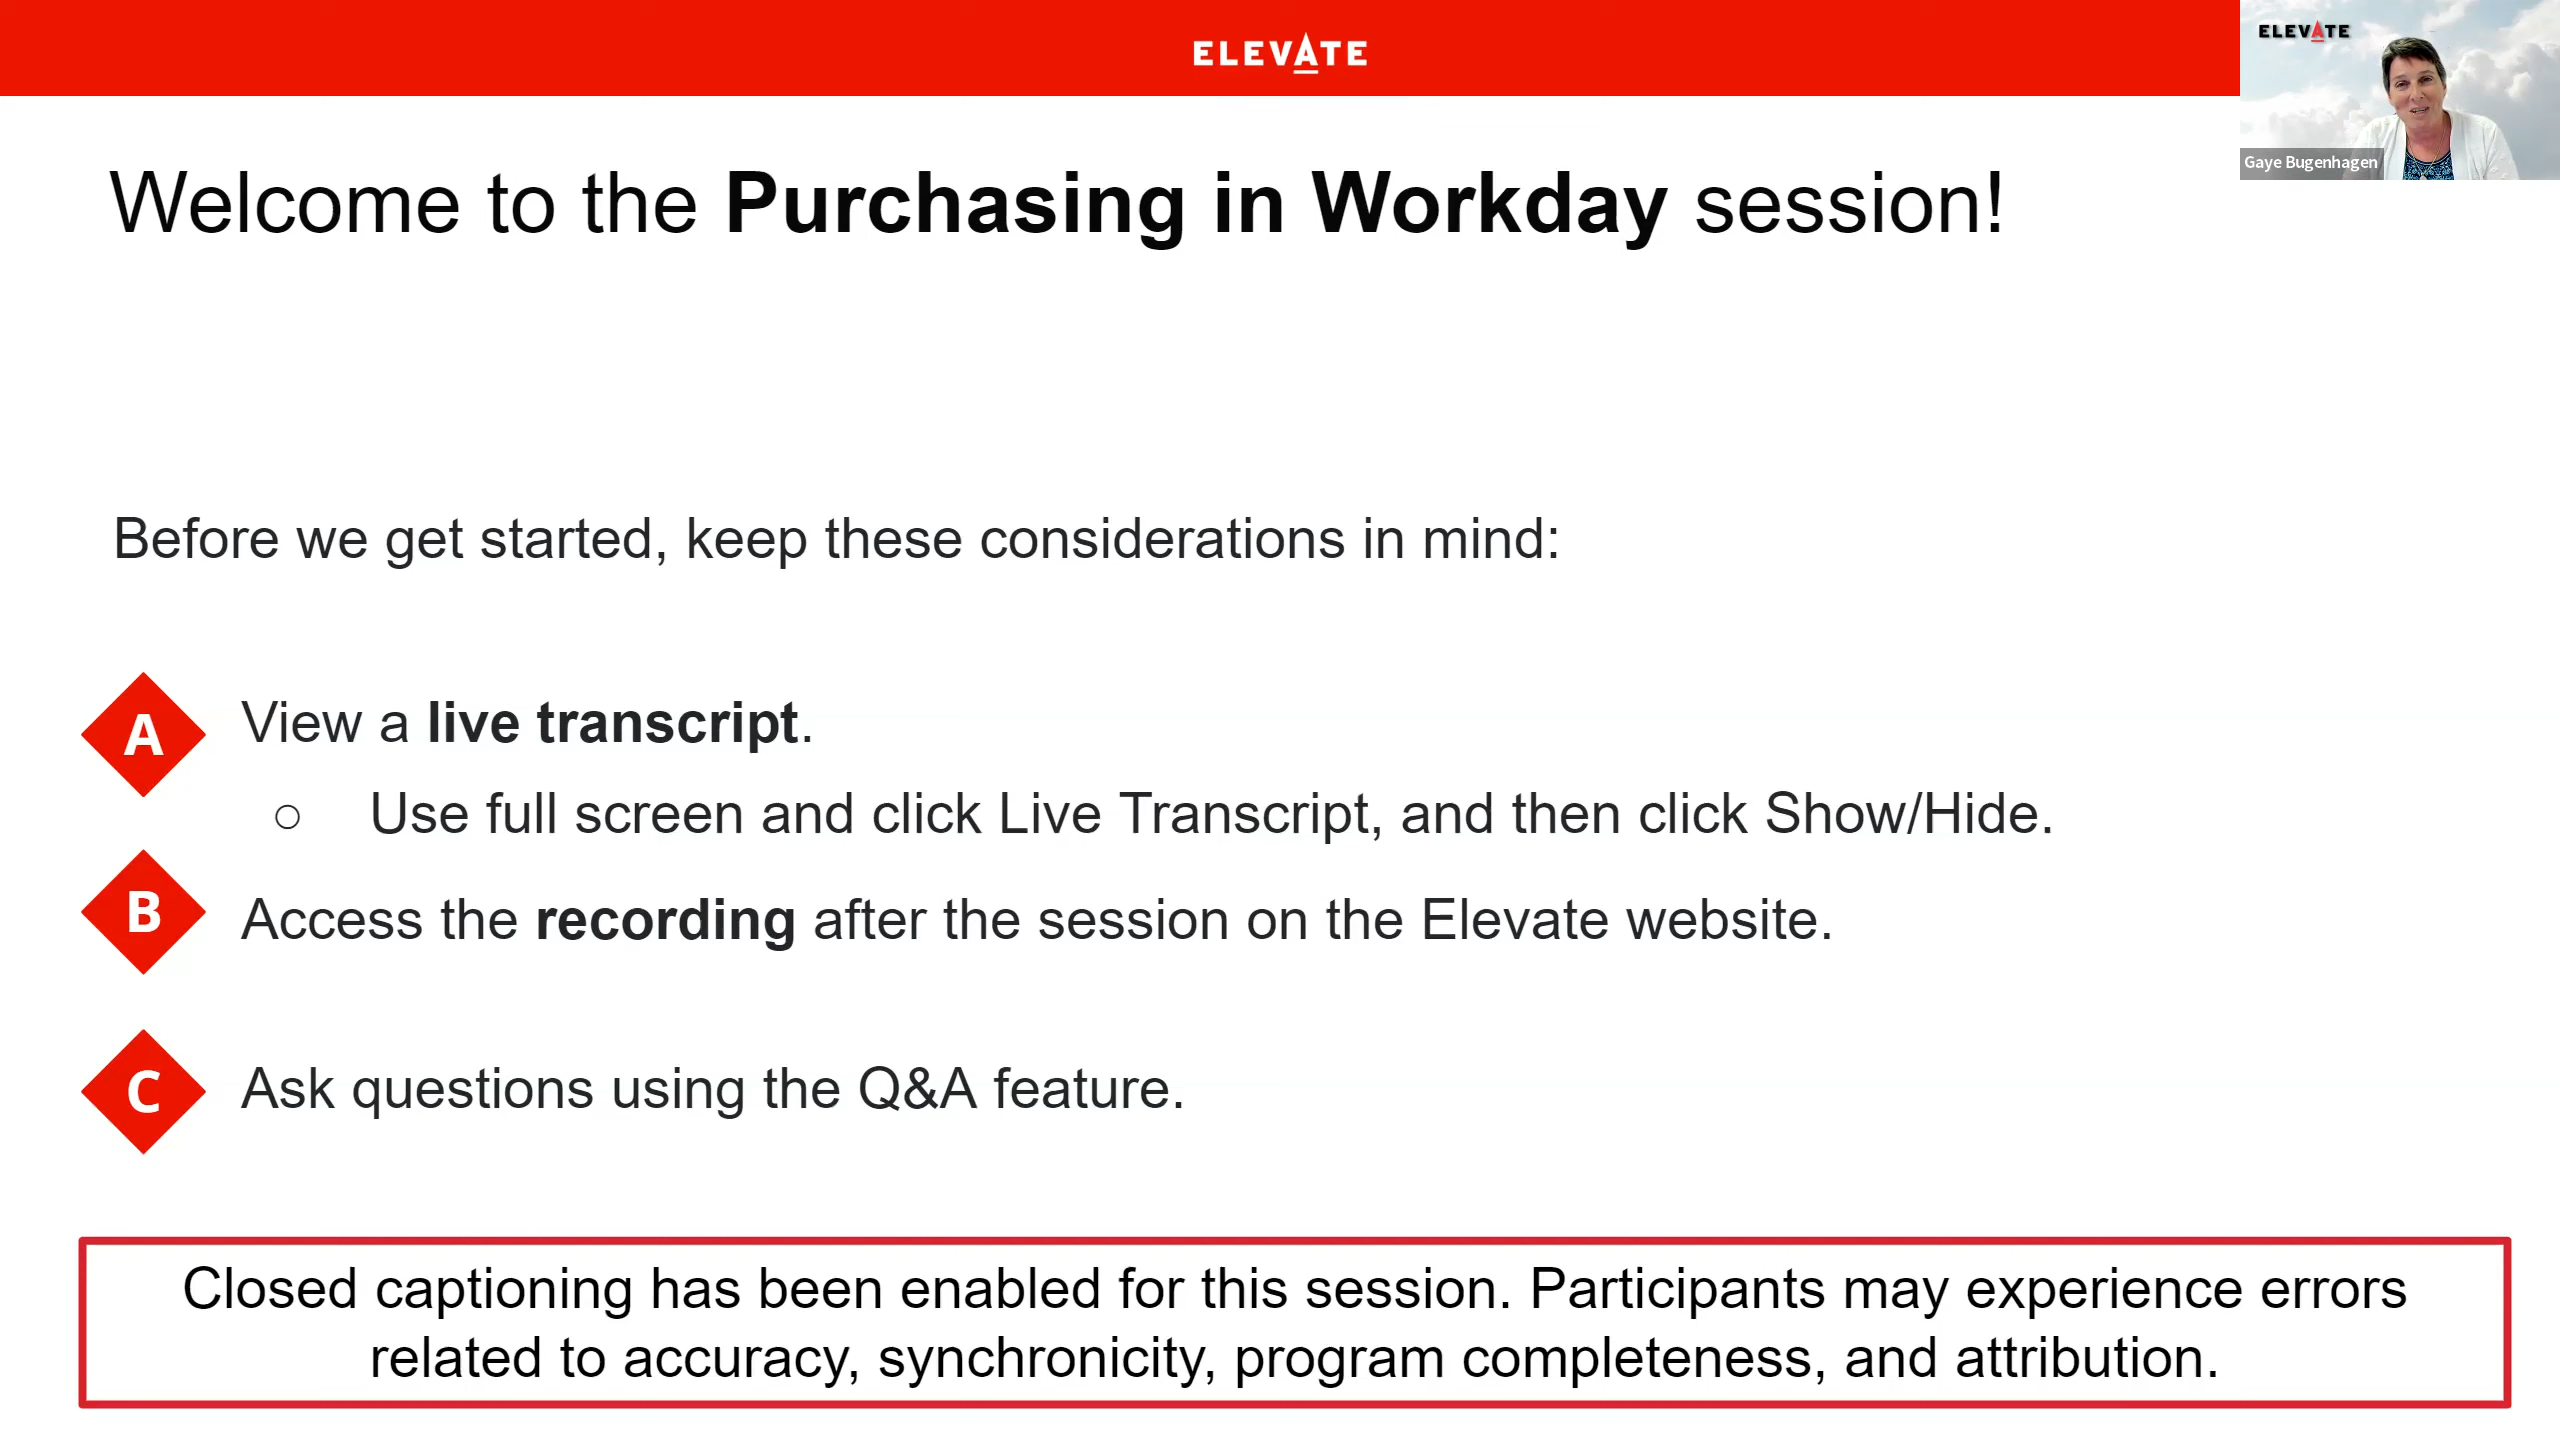 ELEVATE
ELEVATE
Gaye Bugenhagen
Welcome to the Purchasing in Workday session!
Before we get started, keep these considerations in mind:
A View a live transcript.
○ Use full screen and click Live Transcript, and then click Show/Hide.
B Access the recording after the session on the Elevate website.
C Ask questions using the Q&A feature.
Closed captioning has been enabled for this session. Participants may experience errors
related to accuracy, synchronicity, program completeness, and attribution.